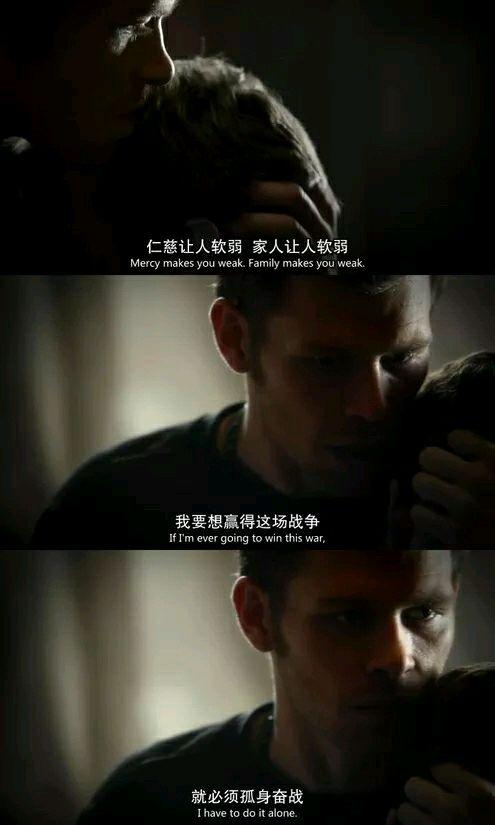 仁慈让人软弱 家人让人软弱
Mercy makes you weak. Family makes you weak.
我要想赢得这场战争
If I'm ever going to win this war,
就必须孤身奋战
I have to do it alone.